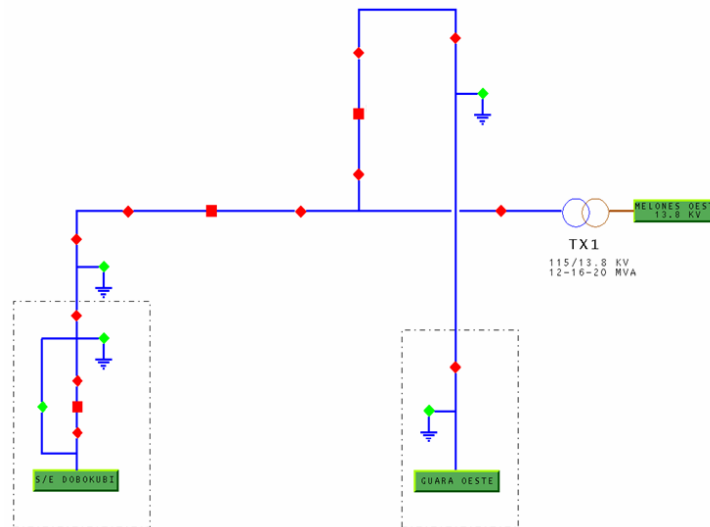 MELONES OEST
13.8 KV
TX1
115/13.8 KV
12-16-20 MVA
S/E DOBOKUBI
GUARA OESTE